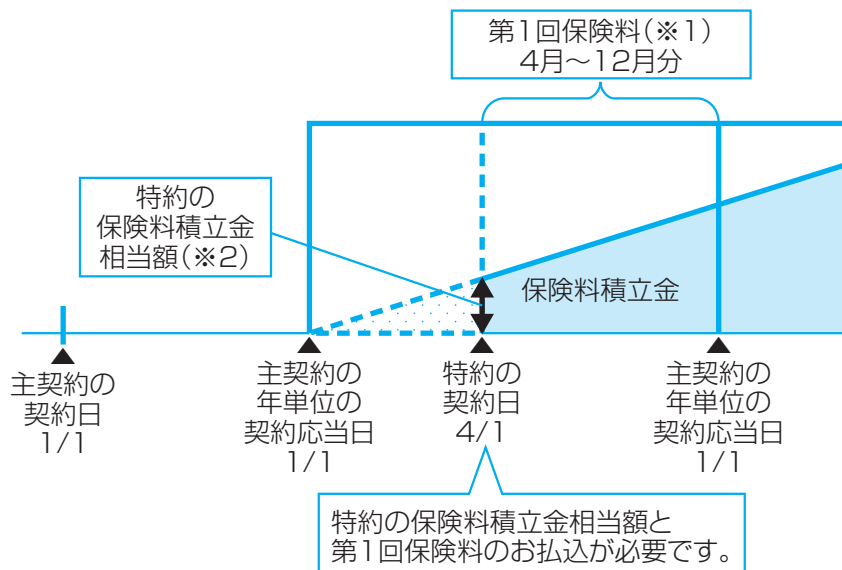 第1回保険料(※1)
4月~12月分
特約の
保険料積立金
相当額(※2)
保険料積立金
主契約の
契約日
1/1
主契約の
年単位の
契約応当日
1/1
特約の
契約日
4/1
主契約の
年単位の
契約応当日
1/1
特約の保険料積立金相当額と
第1回保険料のお払込が必要です。